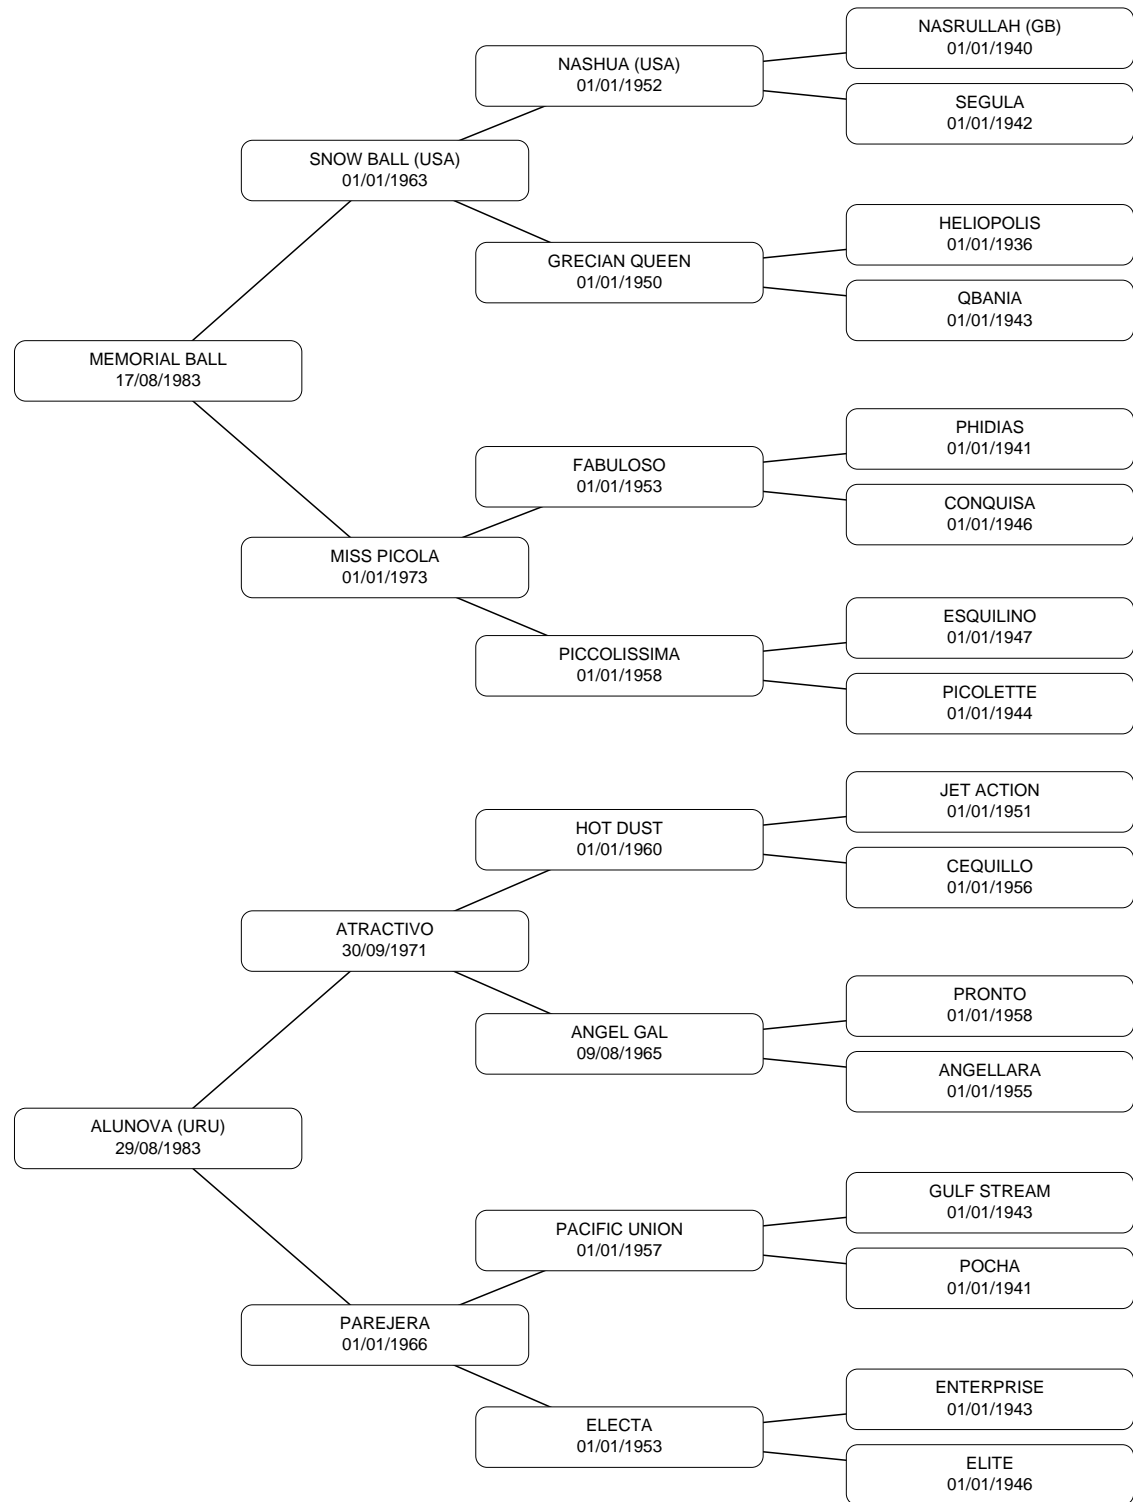 NASRULLAH (GB)
01/01/1940
NASHUA (USA)
01/01/1952
SEGULA
01/01/1942
SNOW BALL (USA)
01/01/1963
HELIOPOLIS
01/01/1936
GRECIAN QUEEN
01/01/1950
QBANIA
01/01/1943
MEMORIAL BALL
17/08/1983
PHIDIAS
01/01/1941
FABULOSO
01/01/1953
CONQUISA
01/01/1946
MISS PICOLA
01/01/1973
ESQUILINO
01/01/1947
PICCOLISSIMA
01/01/1958
PICOLETTE
01/01/1944
JET ACTION
01/01/1951
HOT DUST
01/01/1960
CEQUILLO
01/01/1956
ATRACTIVO
30/09/1971
PRONTO
01/01/1958
ANGEL GAL
09/08/1965
ANGELLARA
01/01/1955
ALUNOVA (URU)
29/08/1983
GULF STREAM
01/01/1943
PACIFIC UNION
01/01/1957
POCHA
01/01/1941
PAREJERA
01/01/1966
ENTERPRISE
01/01/1943
ELECTA
01/01/1953
ELITE
01/01/1946